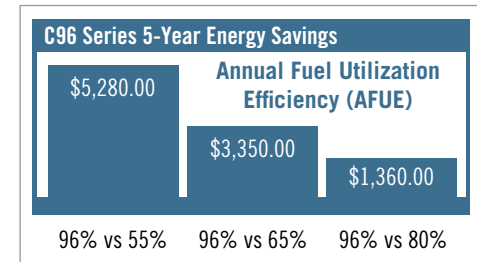 C96 Series 5-Year Energy Savings
Annual Fuel Utilization
Efficiency (AFUE)
$5,280.00
$3,350.00
$1,360.00
96% vs 55%
96% vs 65%
96% vs 80%